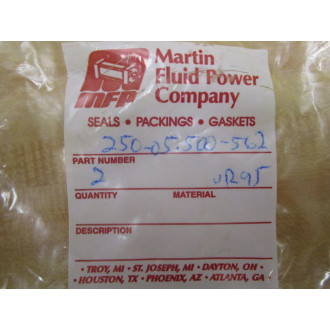 Martin
Fluid Power
Company
MFP
SEALS • PACKINGS • GASKETS
250-05.500-562
PART NUMBER
2 UR95
QUANTITY MATERIAL
DESCRIPTION
• TROY, MI • ST. JOSEPH, MI • DAYTON, OH •
• HOUSTON, TX • PHOENIX, AZ • ATLANTA, GA •